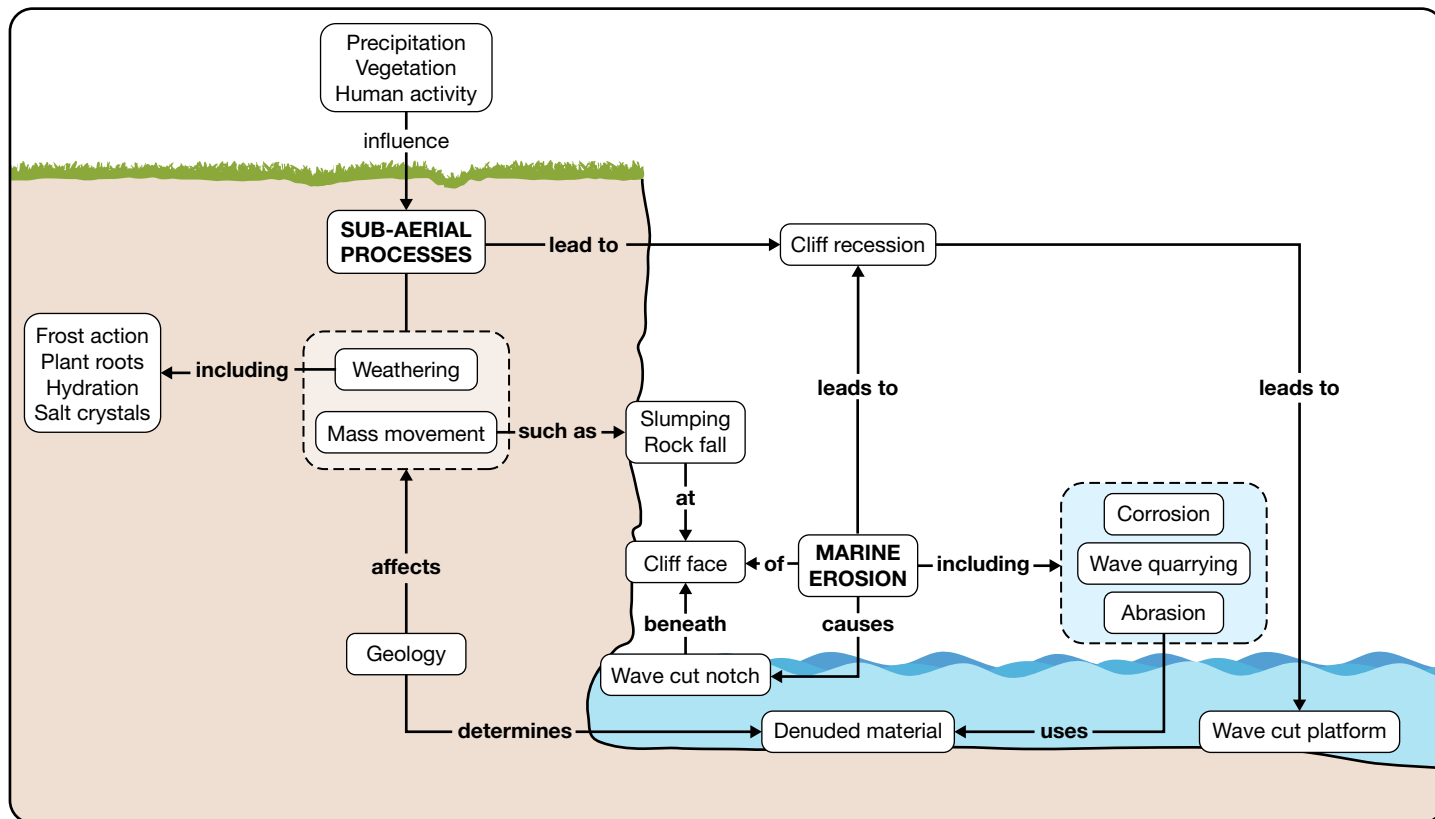 Precipitation
Vegetation
Human activity
influence
SUB-AERIAL
PROCESSES
lead to
Cliff recession
Frost action
Plant roots
Hydration
Salt crystals
including
Weathering
leads to
leads to
Mass movement
such as
Slumping
Rock fall
at
Corrosion
affects
Cliff face
of
MARINE
EROSION
including
Wave quarrying
beneath
causes
Abrasion
Geology
Wave cut notch
determines
Denuded material
uses
Wave cut platform